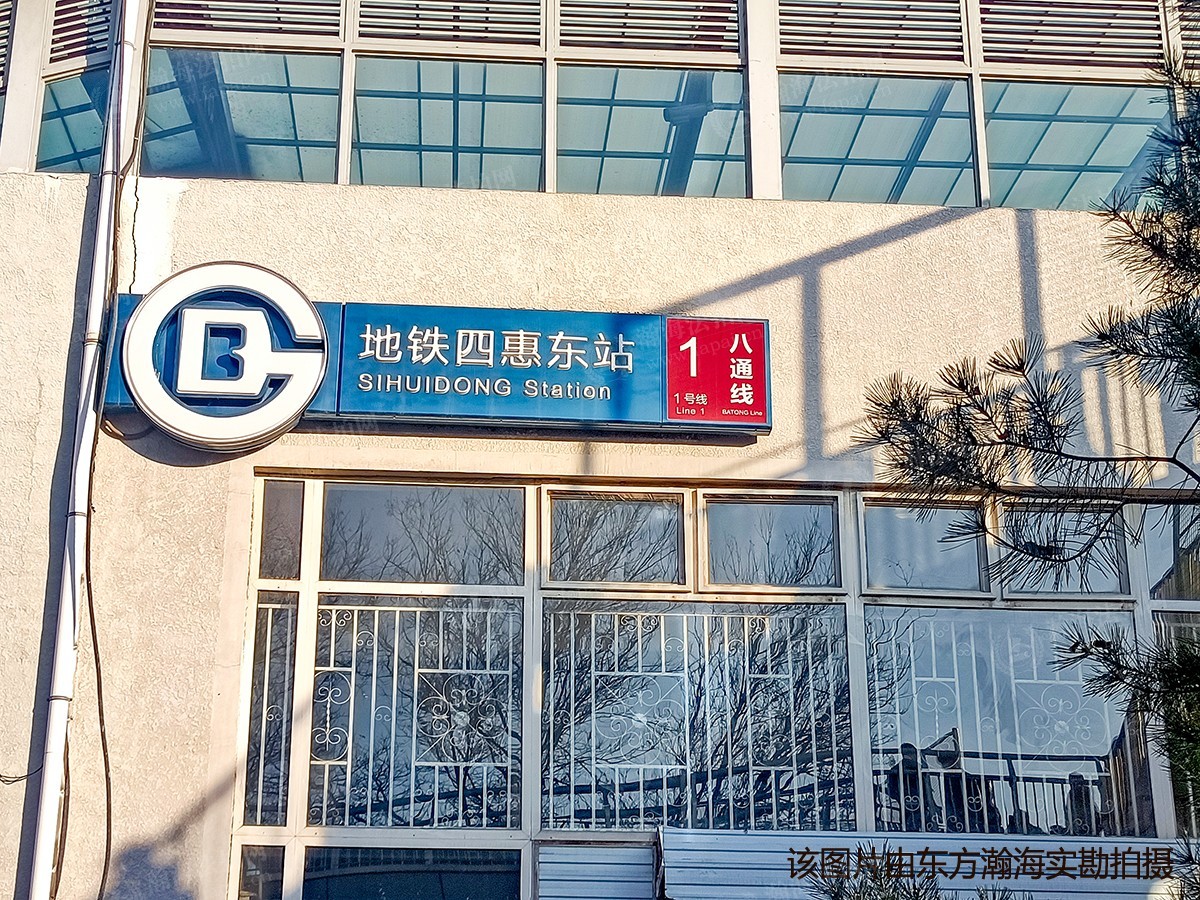 地铁四惠东站
SIHUIDONG Station
1
1号线
Line 1
八通线
BATONG Line
该图片由东方瀚海实勘拍摄